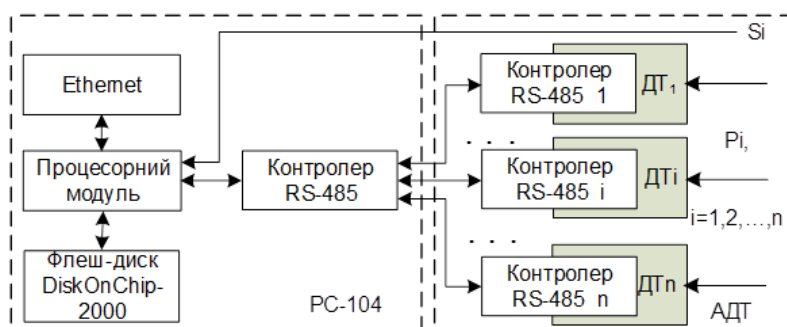 Si
Ethernet
Процесорний
модуль
Флеш-диск
DiskOnChip-
2000
Контролер
RS-485
PC-104
Контролер
RS-485 1
ДТ₁
. . .
Контролер
RS-485 i
ДТi
Pi,
i=1,2,...,n
. . .
Контролер
RS-485 n
ДТn
АДТ